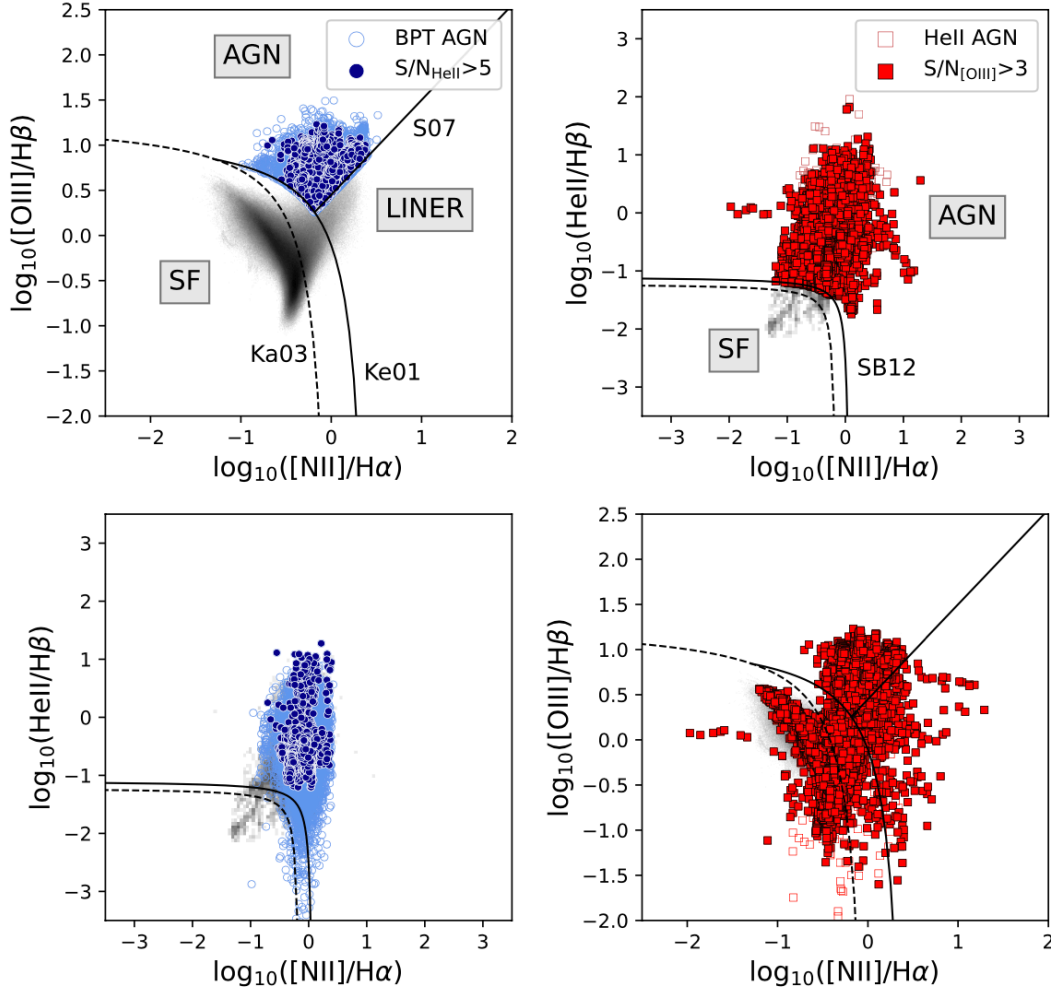 BPT AGN
S/N_HeII>5
AGN
S07
LINER
SF
Ka03
Ke01
2.5
2.0
1.5
1.0
0.5
0.0
−0.5
−1.0
−1.5
−2.0
−2
−1
0
1
2
log₁₀([OIII]/Hβ)
log₁₀([NII]/Hα)
HeII AGN
S/N_[OIII]>3
AGN
SF
SB12
3
2
1
0
−1
−2
−3
−3
−2
−1
0
1
2
3
log₁₀(HeII/Hβ)
log₁₀([NII]/Hα)
3
2
1
0
−1
−2
−3
−3
−2
−1
0
1
2
3
log₁₀(HeII/Hβ)
log₁₀([NII]/Hα)
2.5
2.0
1.5
1.0
0.5
0.0
−0.5
−1.0
−1.5
−2.0
−2
−1
0
1
2
log₁₀([OIII]/Hβ)
log₁₀([NII]/Hα)